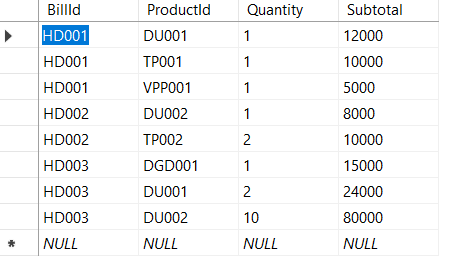 BillId ProductId Quantity Subtotal
HD001 DU001 1 12000
HD001 TP001 1 10000
HD001 VPP001 1 5000
HD002 DU002 1 8000
HD002 TP002 2 10000
HD003 DGD001 1 15000
HD003 DU001 2 24000
HD003 DU002 10 80000
* NULL NULL NULL NULL